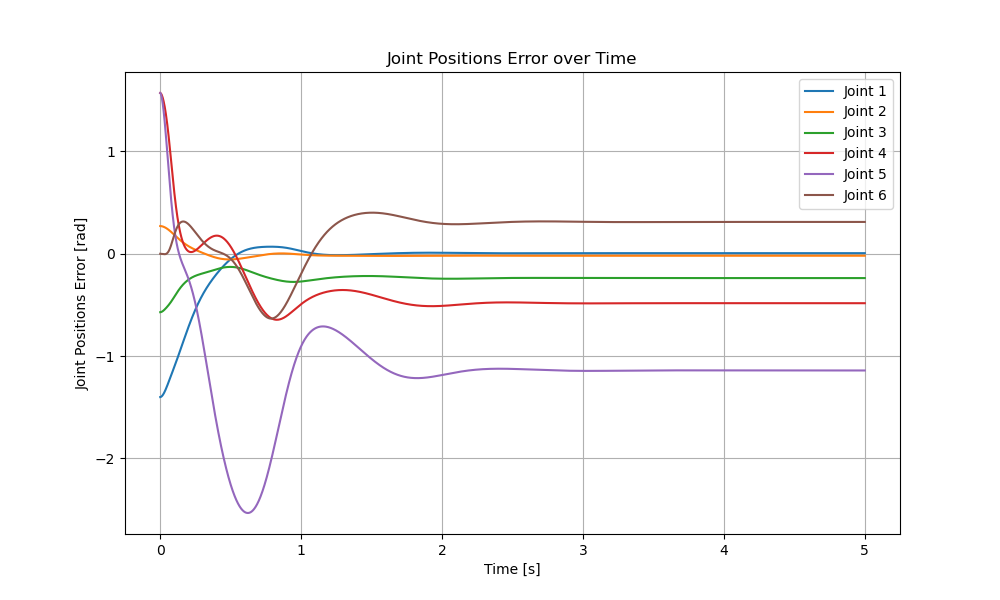 Joint Positions Error over Time
Joint 1
Joint 2
Joint 3
Joint 4
Joint 5
Joint 6
Joint Positions Error [rad]
1
0
−1
−2
0 1 2 3 4 5
Time [s]